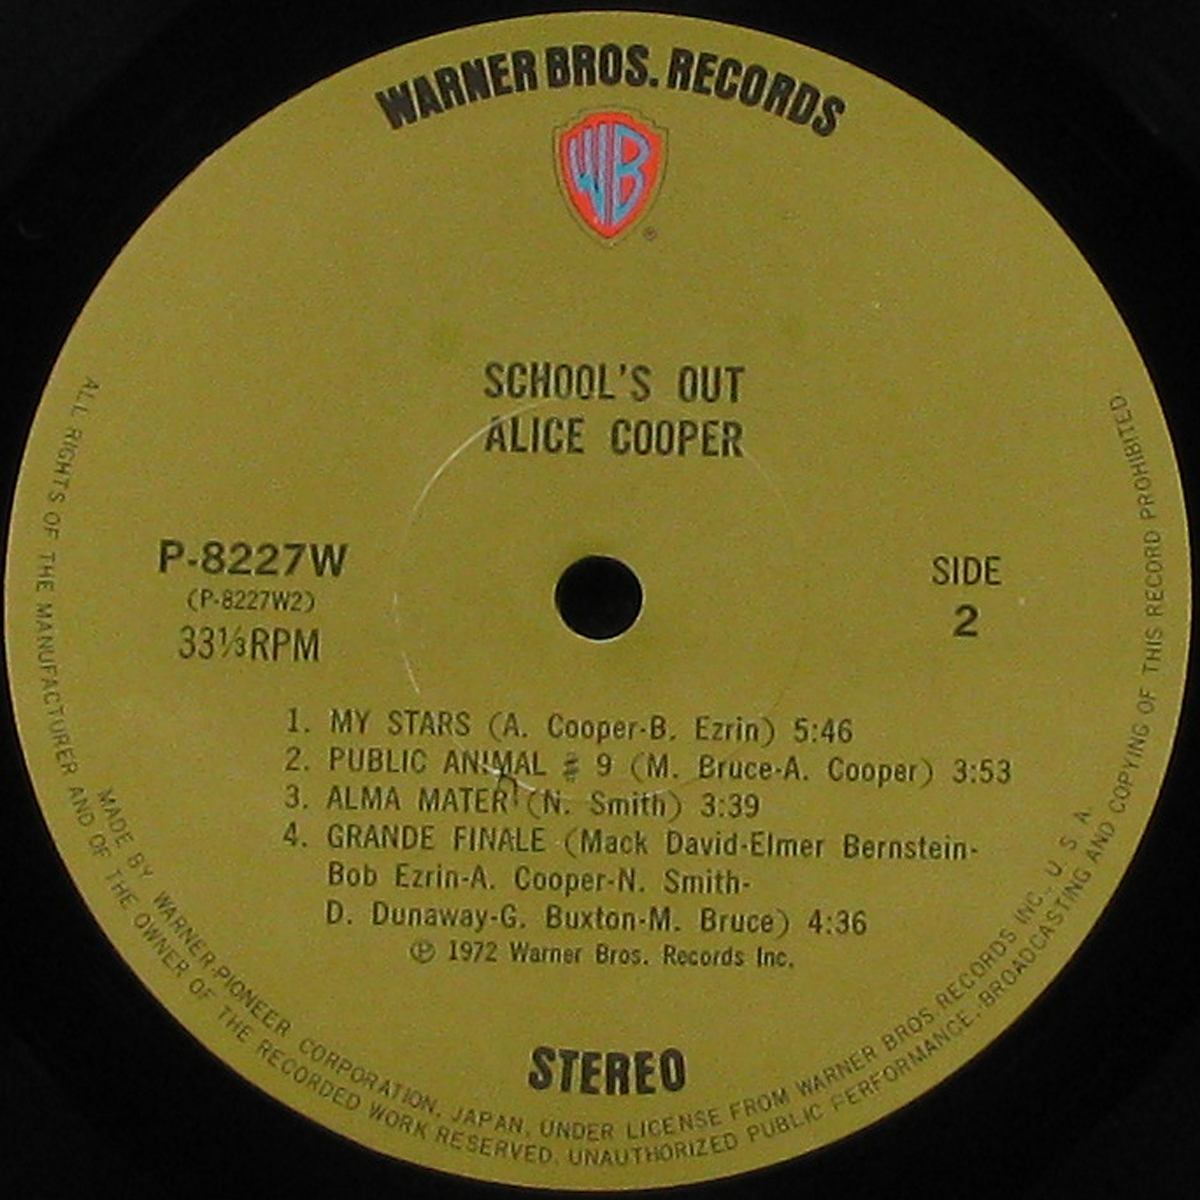 WARNER BROS. RECORDS
WB
®
SCHOOL'S OUT
ALICE COOPER
P-8227W
(P-8227W2)
33⅓RPM
SIDE
2
1. MY STARS (A. Cooper-B. Ezrin) 5:46
2. PUBLIC ANIMAL # 9 (M. Bruce-A. Cooper) 3:53
3. ALMA MATER (N. Smith) 3:39
4. GRANDE FINALE (Mack David-Elmer Bernstein-
Bob Ezrin-A. Cooper-N. Smith-
D. Dunaway-G. Buxton-M. Bruce) 4:36
℗ 1972 Warner Bros. Records Inc.
STEREO
MADE BY WARNER-PIONEER CORPORATION, JAPAN, UNDER LICENSE FROM WARNER BROS RECORDS INC., U. S. A.
ALL RIGHTS OF THE MANUFACTURER AND OF THE OWNER OF THE RECORDED WORK RESERVED. UNAUTHORIZED PUBLIC PERFORMANCE, BROADCASTING AND COPYING OF THIS RECORD PROHIBITED